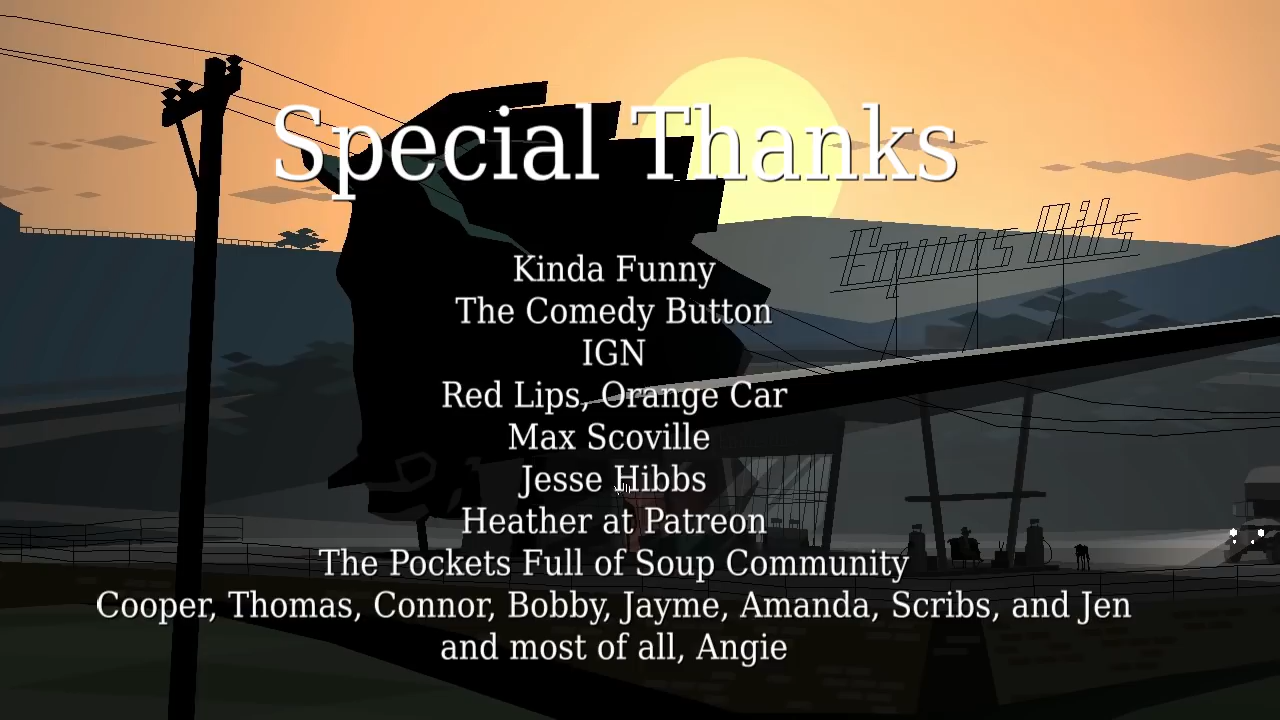 Special Thanks
Equus Oils
Kinda Funny
The Comedy Button
IGN
Red Lips, Orange Car
Max Scoville
Jesse Hibbs
Heather at Patreon
The Pockets Full of Soup Community
Cooper, Thomas, Connor, Bobby, Jayme, Amanda, Scribs, and Jen
and most of all, Angie